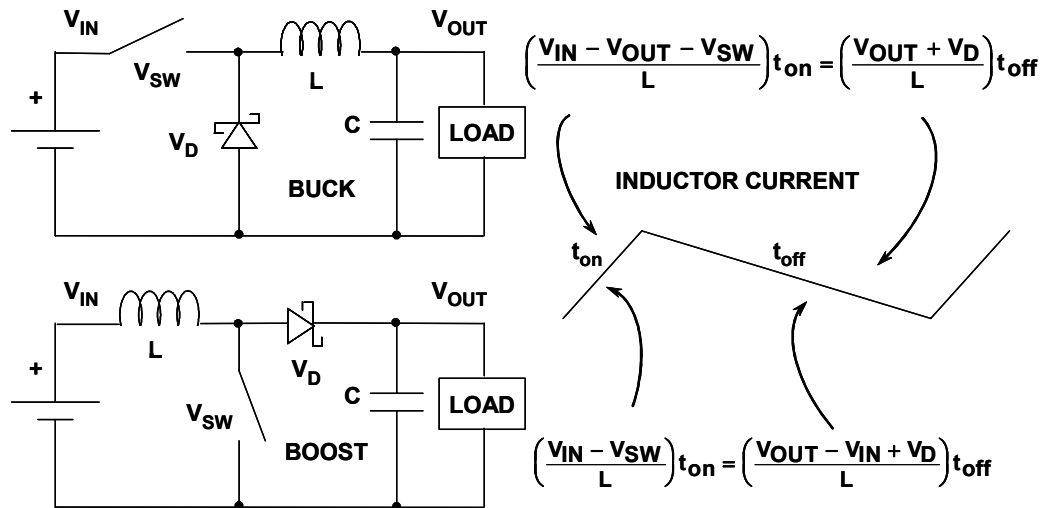 V_IN
V_SW
L
V_OUT
+
V_D
C
LOAD
BUCK
V_IN
L
V_OUT
+
V_D
V_SW
C
LOAD
BOOST
((V_IN – V_OUT – V_SW)/L) t_on = ((V_OUT + V_D)/L) t_off
INDUCTOR CURRENT
t_on
t_off
((V_IN – V_SW)/L) t_on = ((V_OUT – V_IN + V_D)/L) t_off